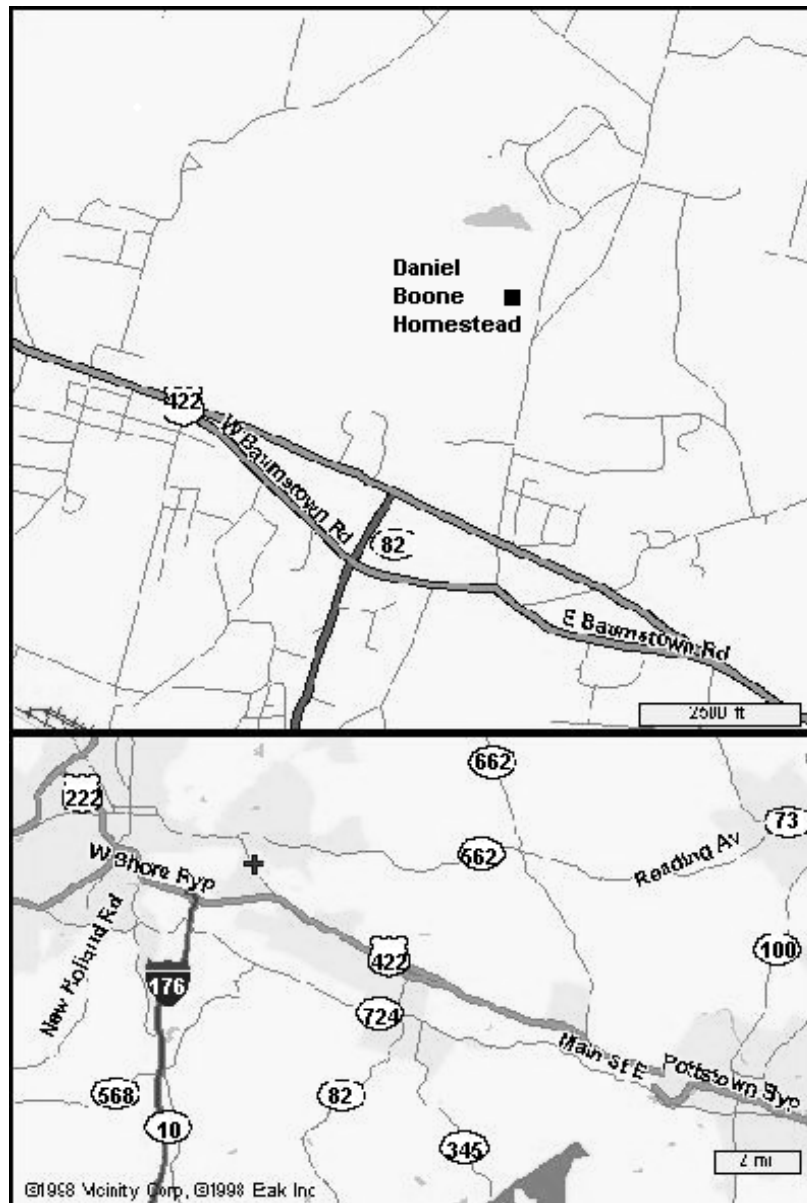 Daniel
Boone
Homestead
422
W Baumstown Rd
82
E Baumstown Rd
2500 ft
662
222
73
562
Reading Av
W Shore Byp
100
New Holland Rd
422
176
724
Main St E
Pottstown Byp
568
82
10
345
2 mi
©1998 Vicinity Corp, ©1998 Etak Inc